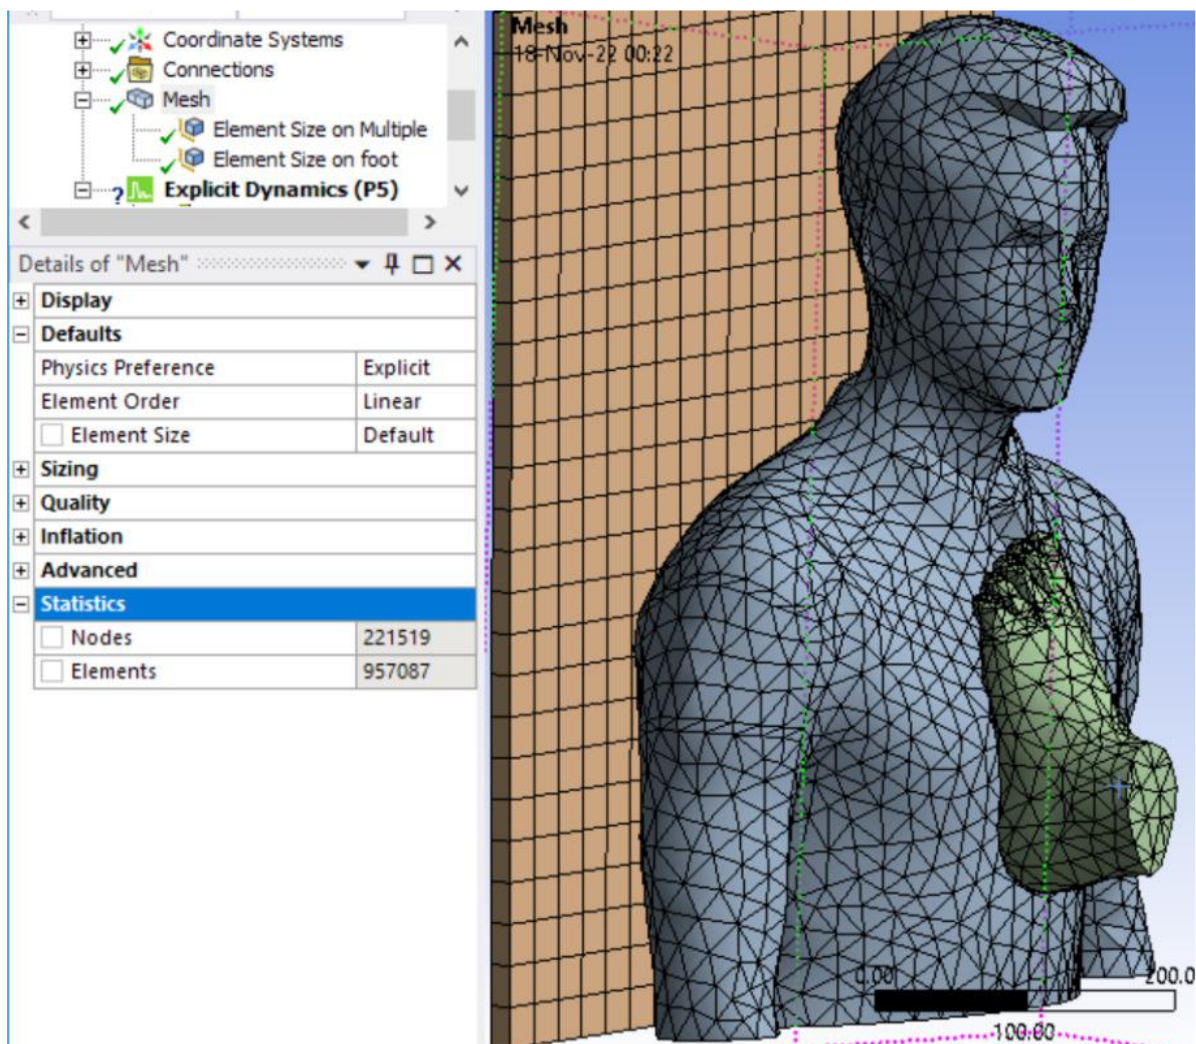 Coordinate Systems
Connections
Mesh
Element Size on Multiple
Element Size on foot
Explicit Dynamics (P5)
Details of "Mesh"
Display
Defaults
Physics Preference Explicit
Element Order Linear
Element Size Default
Sizing
Quality
Inflation
Advanced
Statistics
Nodes 221519
Elements 957087
Mesh
18-Nov-22 00:22
0.00 200.0
100.00